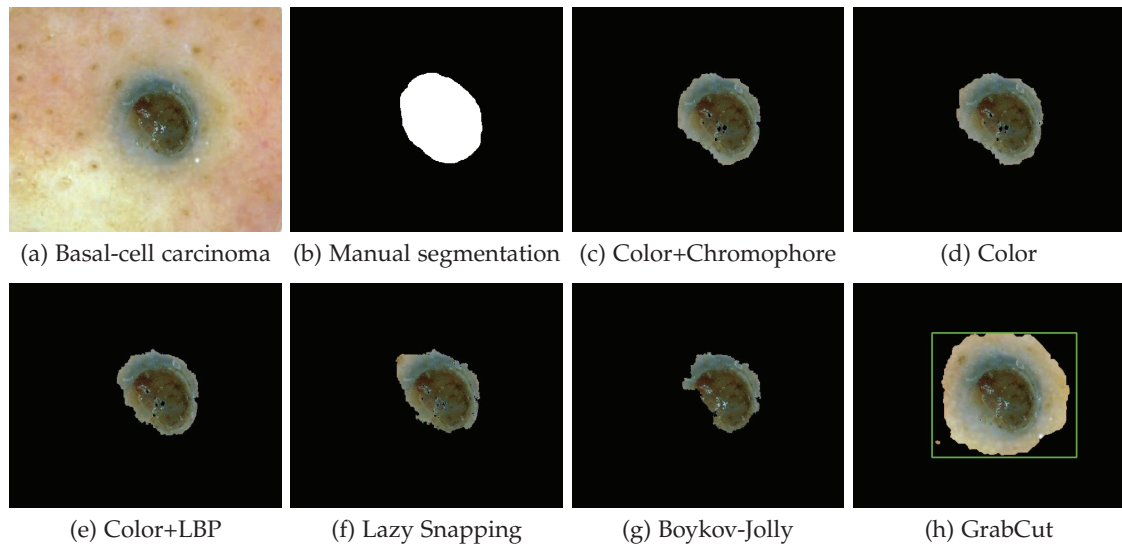 (a) Basal-cell carcinoma
(b) Manual segmentation
(c) Color+Chromophore
(d) Color
(e) Color+LBP
(f) Lazy Snapping
(g) Boykov-Jolly
(h) GrabCut